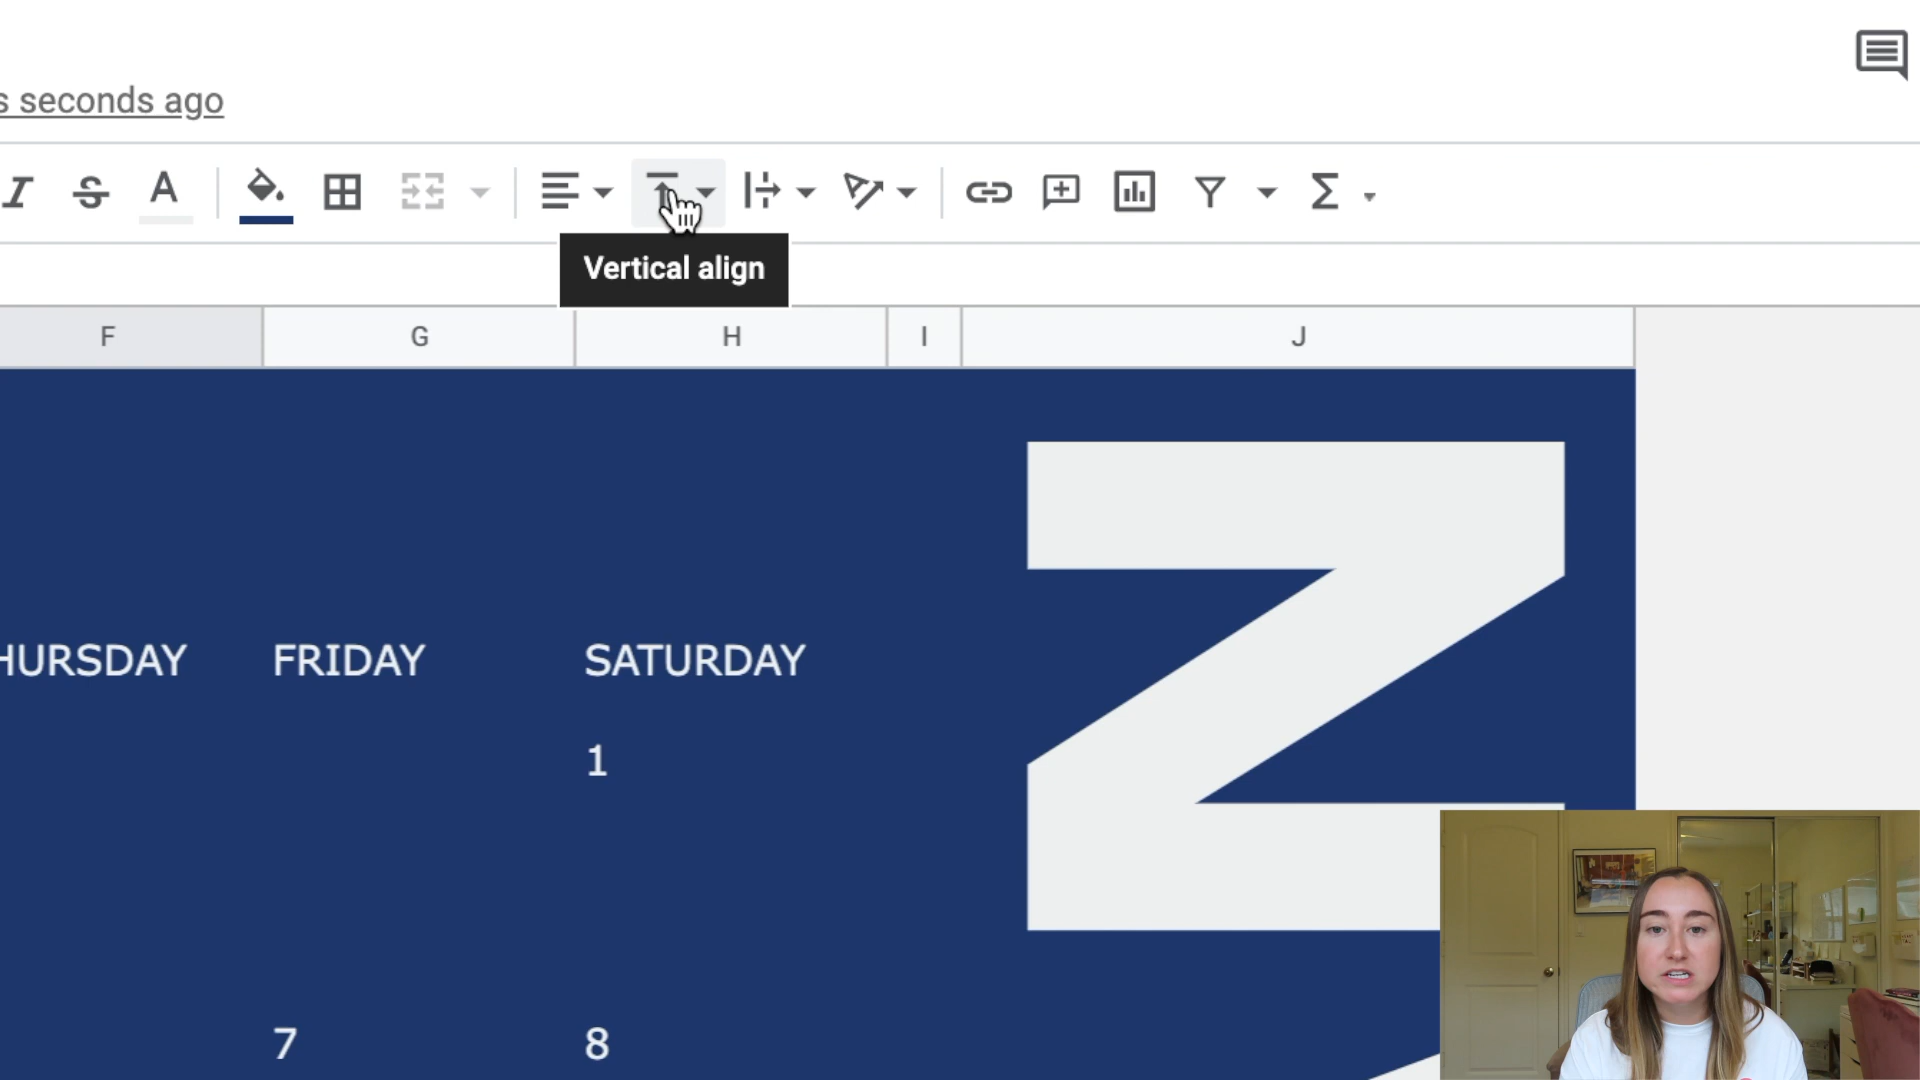 s seconds ago
Vertical align
F G H I J
HURSDAY FRIDAY SATURDAY
1
7 8